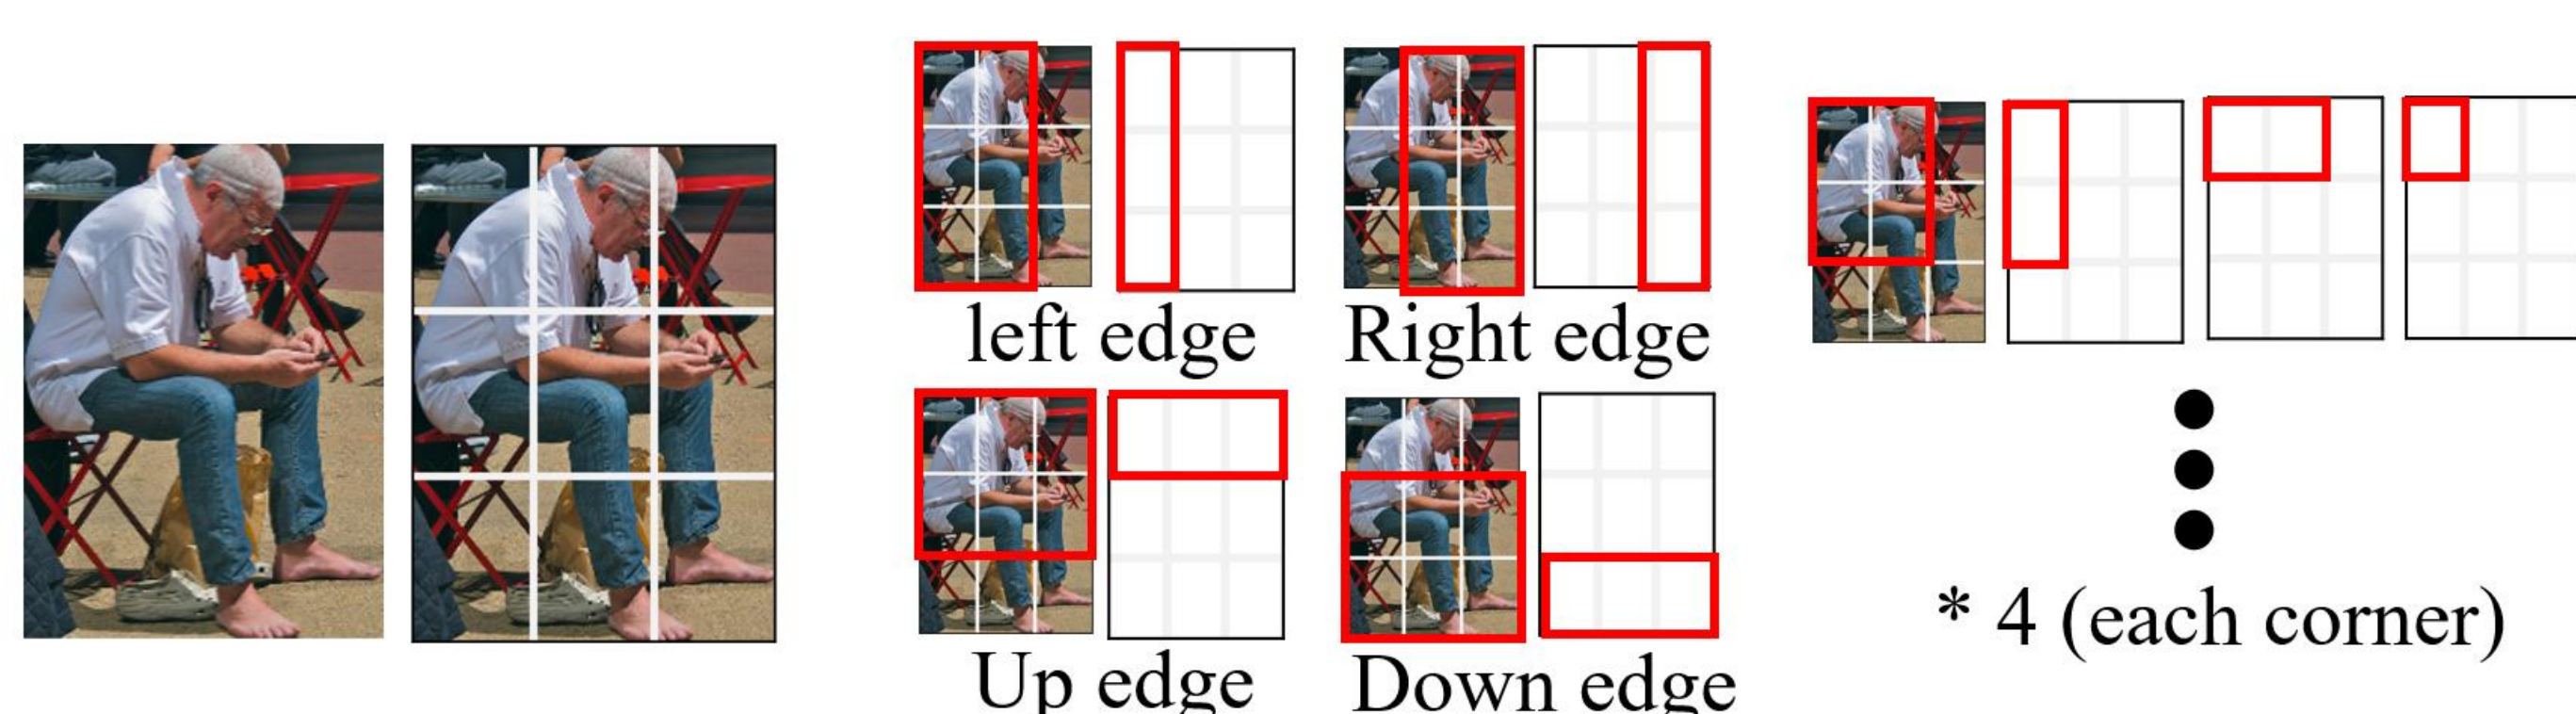 left edge
Right edge
Up edge
Down edge
* 4 (each corner)